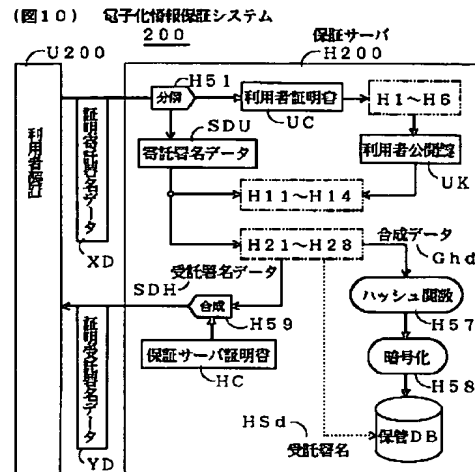 (図10) 電子化情報保証システム
200
U200
保証サーバ
H200
H51
分離
利用者証明書
UC
H1~H6
SDU
寄託署名データ
利用者公開鍵
UK
H11~H14
証明寄託署名データ
XD
利用者装置
H21~H28
合成データ
Ghd
受託署名データ
SDH
合成
H59
ハッシュ関数
H57
保証サーバ証明書
HC
暗号化
H58
証明受託署名データ
YD
HSd
受託署名
保管DB